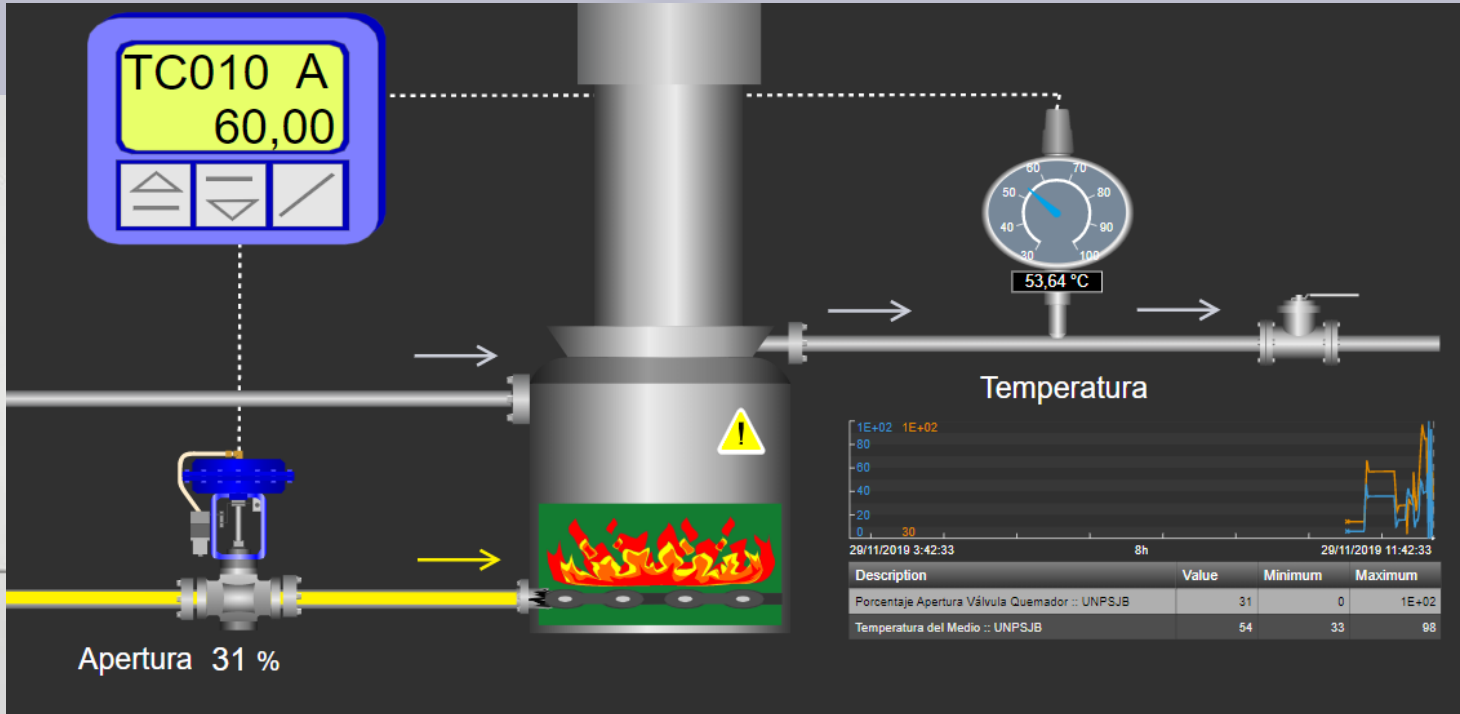 TC010 A
60,00
60 70
50 80
40 90
30 100
53,64 °C
Temperatura
1E+02 1E+02
80
60
40
20
0 30
29/11/2019 3:42:33 8h 29/11/2019 11:42:33
Description Value Minimum Maximum
Porcentaje Apertura Válvula Quemador :: UNPSJB 31 0 1E+02
Temperatura del Medio :: UNPSJB 54 33 98
!
Apertura 31 %